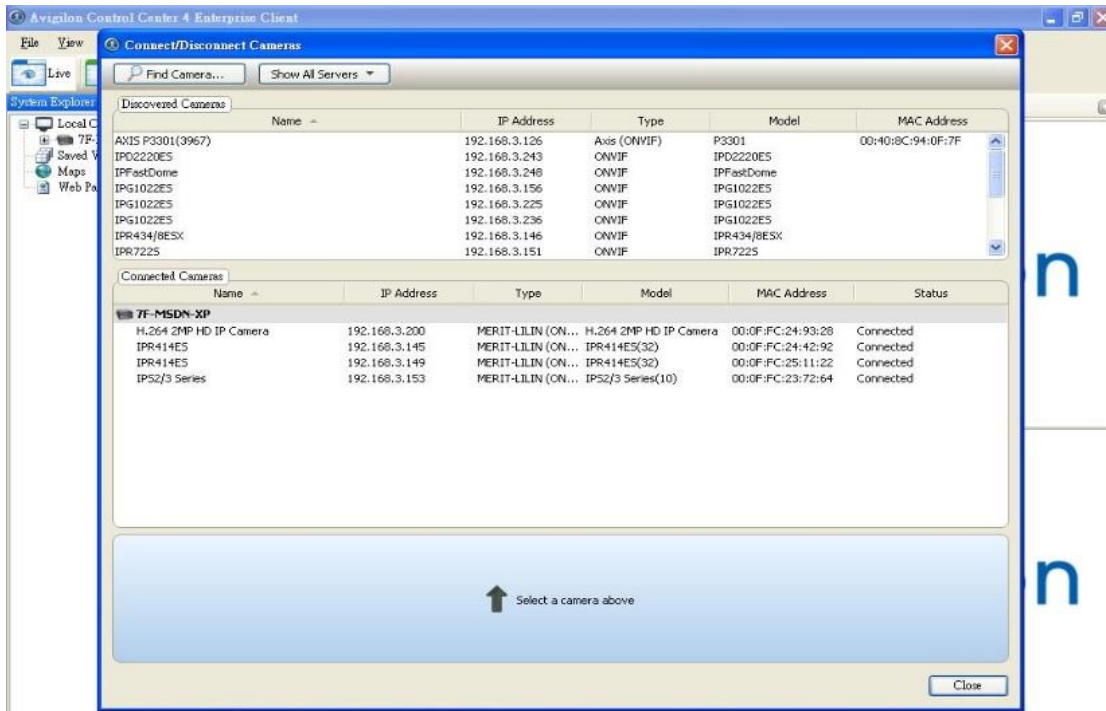 Avigilon Control Center 4 Enterprise Client
File View
Connect/Disconnect Cameras
Live
Find Camera...
Show All Servers
System Explorer
Discovered Cameras
Name IP Address Type Model MAC Address
Local C
7F-
Saved V
Maps
Web Pa
AXIS P3301(3967) 192.168.3.126 Axis (ONVIF) P3301 00:40:8C:94:0F:7F
IPD2220ES 192.168.3.243 ONVIF IPD2220ES
IPFastDome 192.168.3.248 ONVIF IPFastDome
IPG1022ES 192.168.3.156 ONVIF IPG1022ES
IPG1022ES 192.168.3.225 ONVIF IPG1022ES
IPG1022ES 192.168.3.236 ONVIF IPG1022ES
IPR434/8ESX 192.168.3.146 ONVIF IPR434/8ESX
IPR722S 192.168.3.151 ONVIF IPR722S
Connected Cameras
Name IP Address Type Model MAC Address Status
7F-MSDN-XP
H.264 2MP HD IP Camera 192.168.3.200 MERIT-LILIN (ON... H.264 2MP HD IP Camera 00:0F:FC:24:93:28 Connected
IPR414ES 192.168.3.145 MERIT-LILIN (ON... IPR414ES(32) 00:0F:FC:24:42:92 Connected
IPR414ES 192.168.3.149 MERIT-LILIN (ON... IPR414ES(32) 00:0F:FC:25:11:22 Connected
IPS2/3 Series 192.168.3.153 MERIT-LILIN (ON... IPS2/3 Series(10) 00:0F:FC:23:72:64 Connected
n
Select a camera above
n
Close